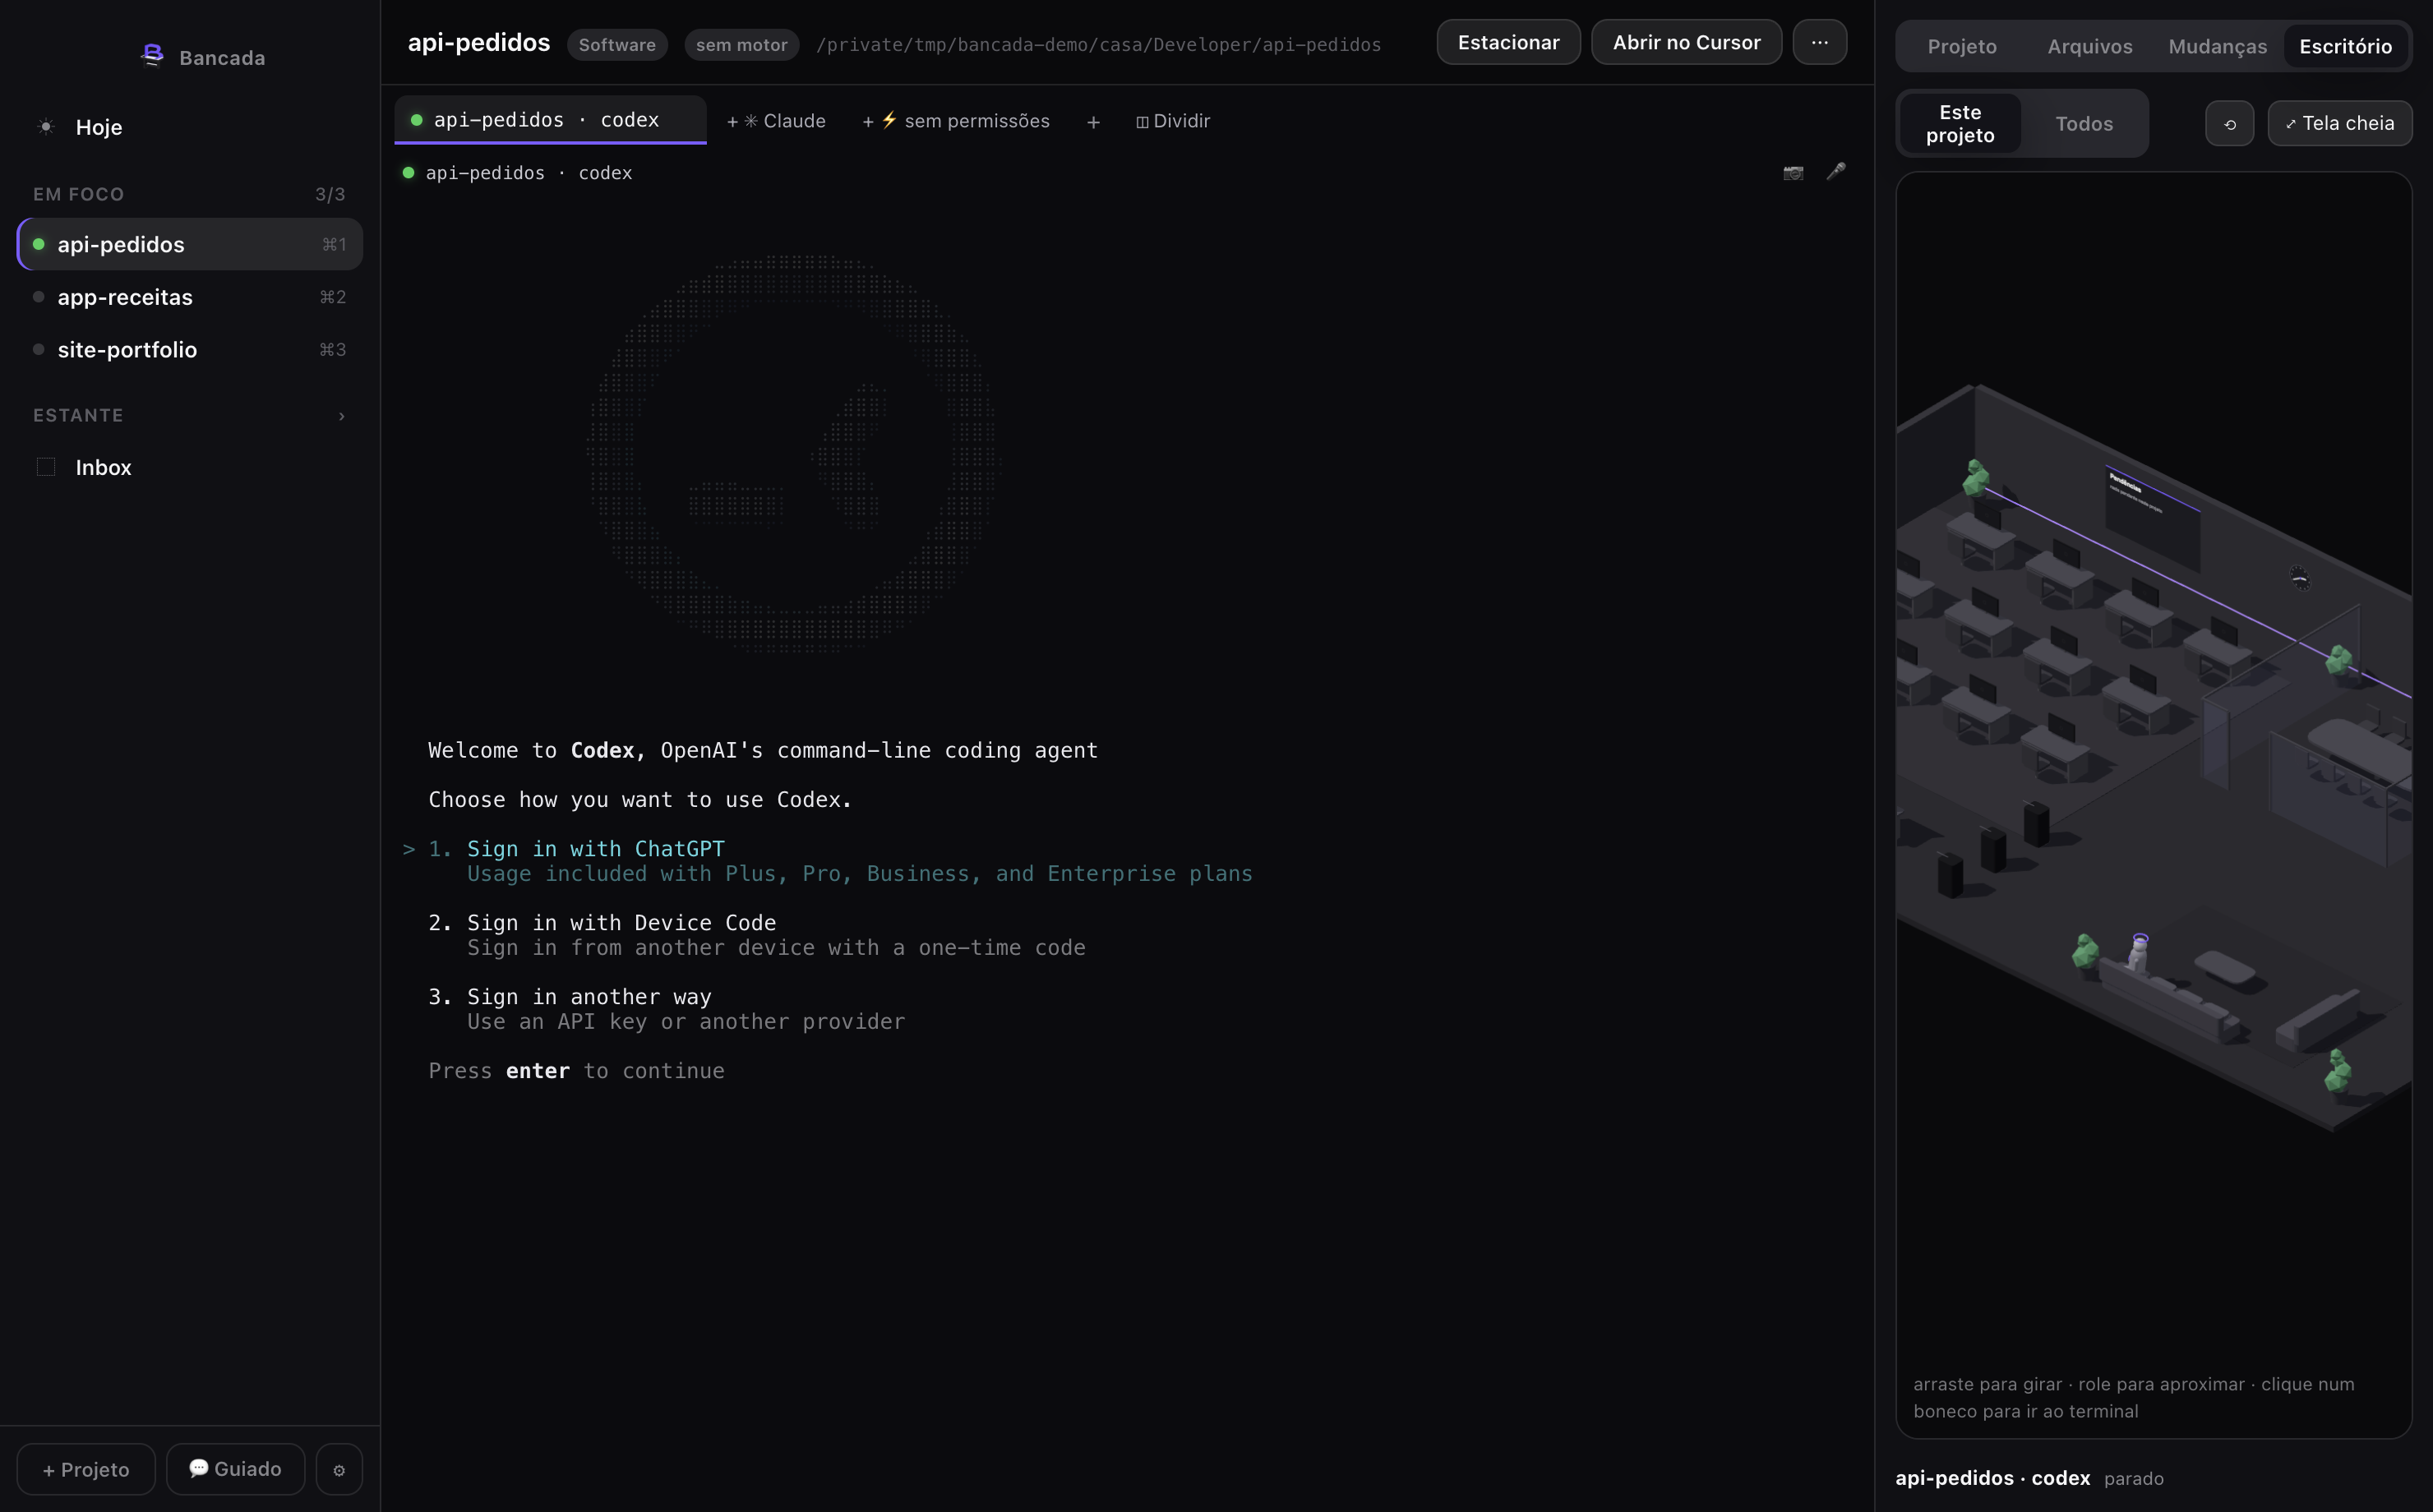 Bancada
Hoje
EM FOCO 3/3
api-pedidos ⌘1
app-receitas ⌘2
site-portfolio ⌘3
ESTANTE ›
Inbox
+ Projeto
💬 Guiado
api-pedidos
Software
sem motor
/private/tmp/bancada-demo/casa/Developer/api-pedidos
Estacionar
Abrir no Cursor
...
api-pedidos · codex
+ ✳ Claude
+ ⚡ sem permissões
+
Dividir
api-pedidos · codex
Welcome to Codex, OpenAI's command-line coding agent
Choose how you want to use Codex.
> 1. Sign in with ChatGPT
Usage included with Plus, Pro, Business, and Enterprise plans
2. Sign in with Device Code
Sign in from another device with a one-time code
3. Sign in another way
Use an API key or another provider
Press enter to continue
Projeto
Arquivos
Mudanças
Escritório
Este
projeto
Todos
Tela cheia
Pendências
arraste para girar · role para aproximar · clique num
boneco para ir ao terminal
api-pedidos · codex parado